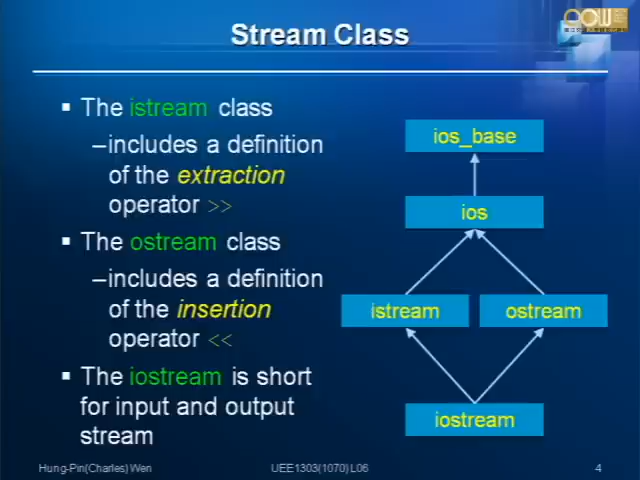 Stream Class
▪ The istream class
–includes a definition
of the extraction
operator >>
▪ The ostream class
–includes a definition
of the insertion
operator <<
▪ The iostream is short
for input and output
stream
ios_base
ios
istream
ostream
iostream
Hung-Pin(Charles) Wen
UEE1303(1070) L06
4